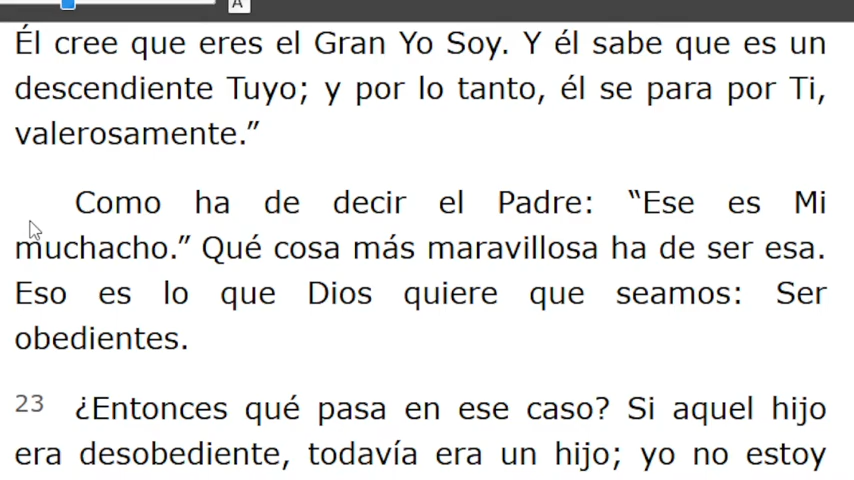 A
Él cree que eres el Gran Yo Soy. Y él sabe que es un
descendiente Tuyo; y por lo tanto, él se para por Ti,
valerosamente.”
Como ha de decir el Padre: “Ese es Mi
muchacho.” Qué cosa más maravillosa ha de ser esa.
Eso es lo que Dios quiere que seamos: Ser
obedientes.
23 ¿Entonces qué pasa en ese caso? Si aquel hijo
era desobediente, todavía era un hijo; yo no estoy